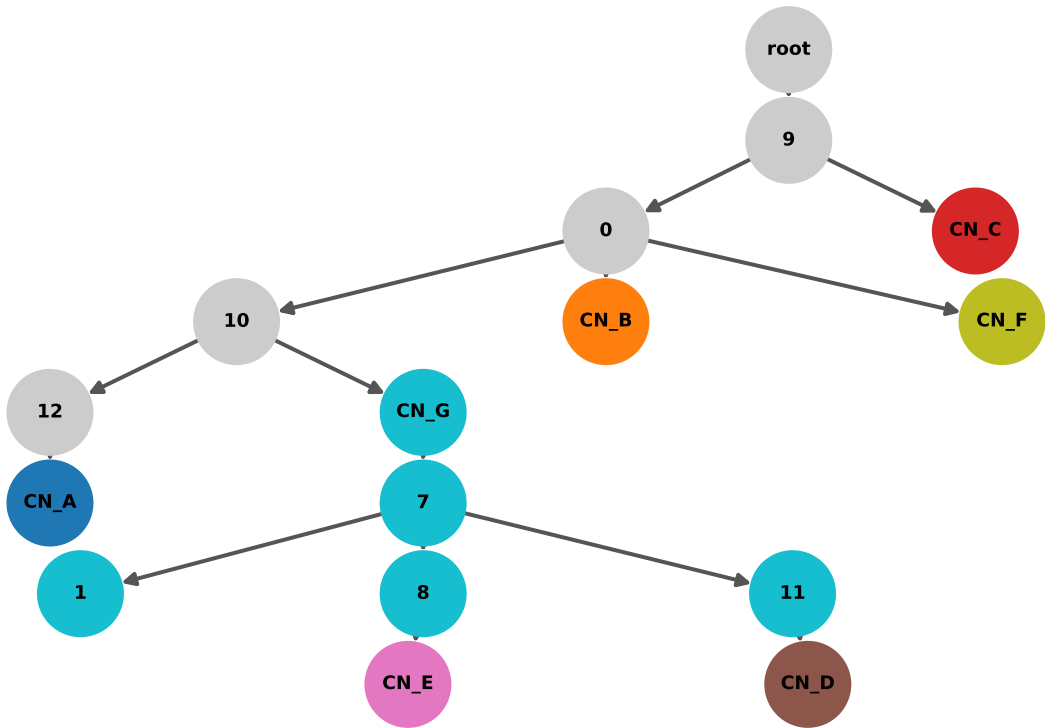 root
9
0
CN_C
10
CN_B
CN_F
12
CN_G
CN_A
7
1
8
11
CN_E
CN_D